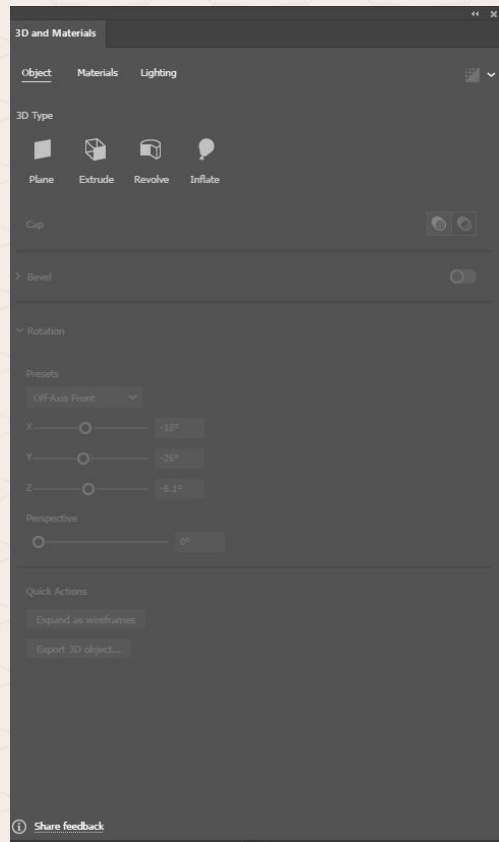 3D and Materials
Object Materials Lighting
3D Type
Plane Extrude Revolve Inflate
Cap
Bevel
Rotation
Presets
Off-Axis Front
X -18°
Y -26°
Z -8.1°
Perspective
0°
Quick Actions
Expand as wireframes
Export 3D object...
Share feedback